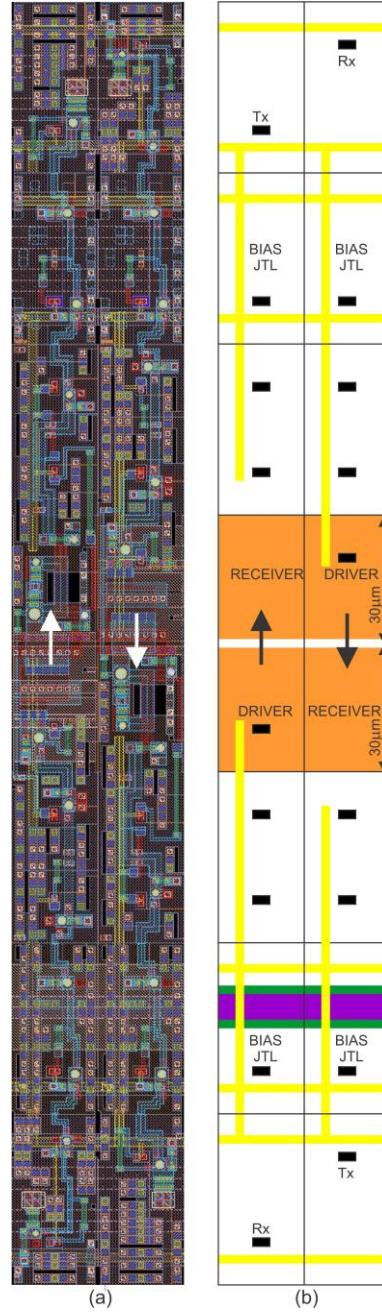 Rx
Tx
BIAS JTL
BIAS JTL
RECEIVER
DRIVER
30µm
30µm
DRIVER
RECEIVER
BIAS JTL
BIAS JTL
Tx
Rx
(a)
(b)